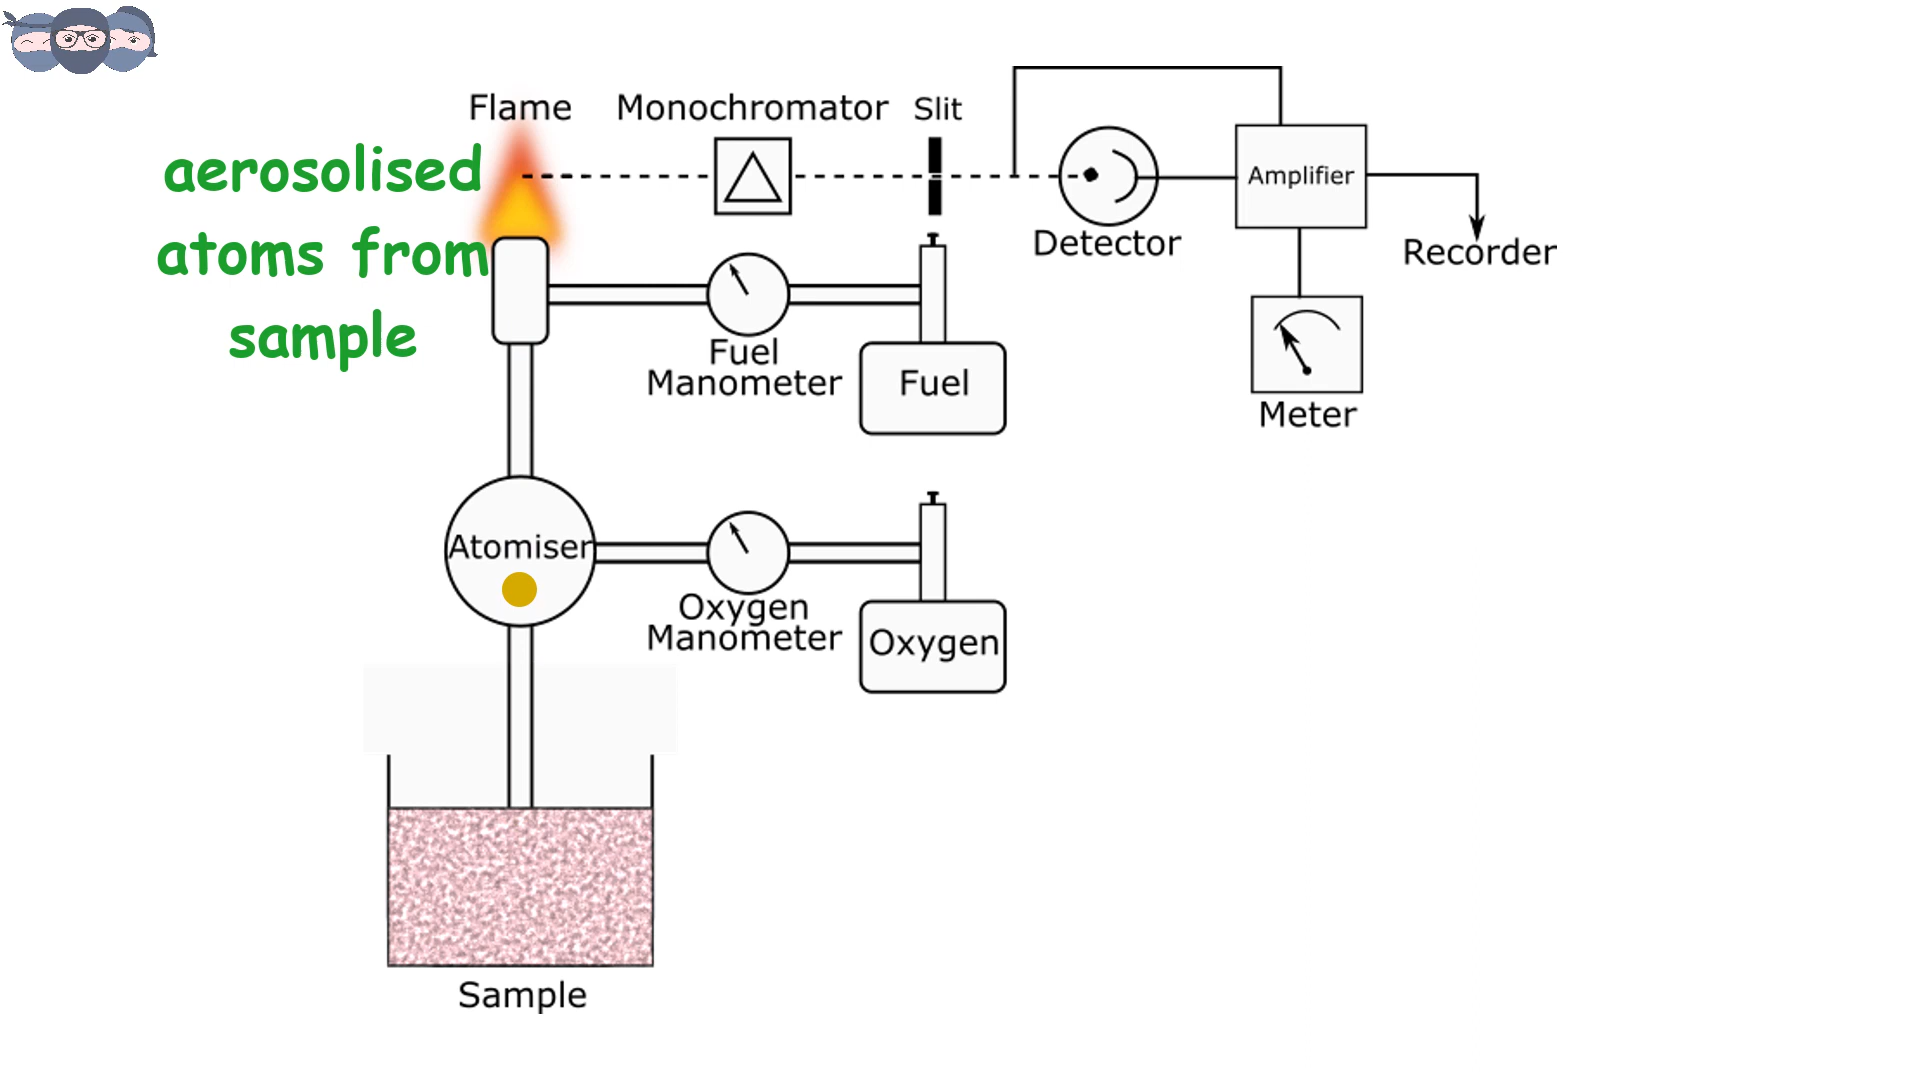 Flame
Monochromator
Slit
aerosolised
atoms from
sample
Amplifier
Detector
Recorder
Fuel
Manometer
Fuel
Meter
Atomiser
Oxygen
Manometer
Oxygen
Sample